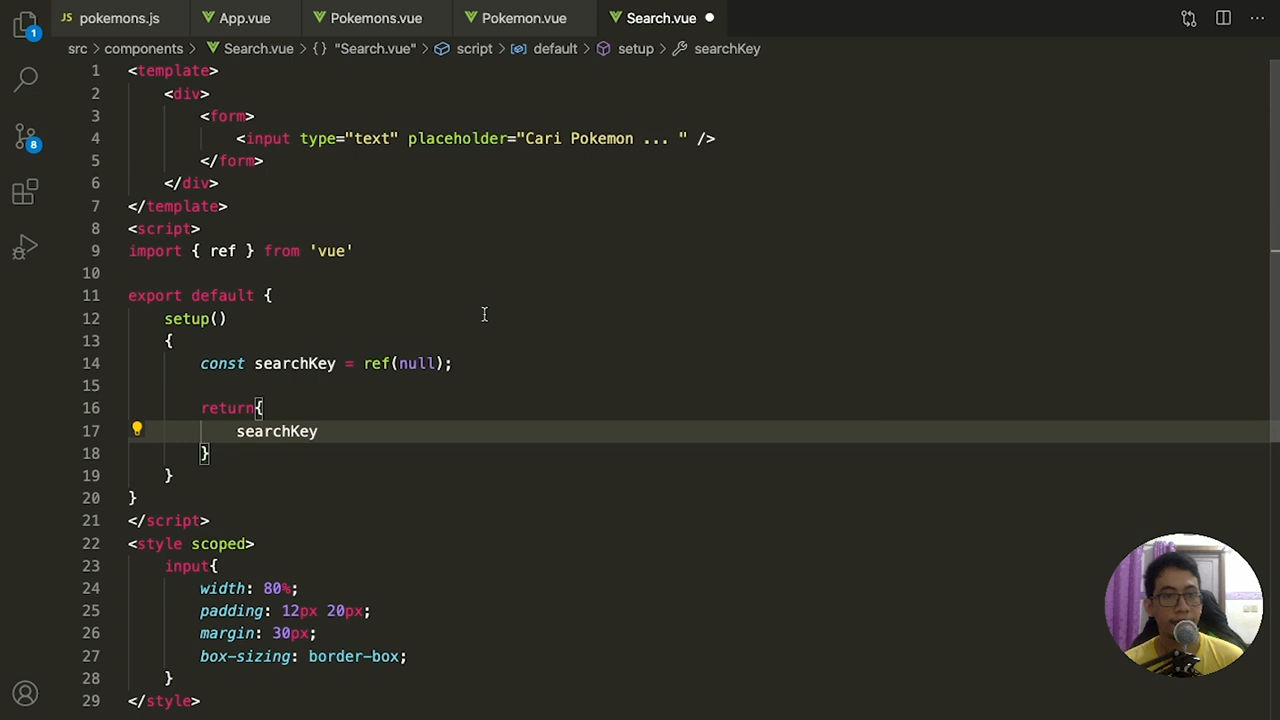 pokemons.js App.vue Pokemons.vue Pokemon.vue Search.vue
src > components > Search.vue > {} "Search.vue" > script > default > setup > searchKey
1
8
1 <template>
2 <div>
3 <form>
4 <input type="text" placeholder="Cari Pokemon ... " />
5 </form>
6 </div>
7 </template>
8 <script>
9 import { ref } from 'vue'
10
11 export default {
12 setup()
13 {
14 const searchKey = ref(null);
15
16 return{
17 searchKey
18 }
19 }
20 }
21 </script>
22 <style scoped>
23 input{
24 width: 80%;
25 padding: 12px 20px;
26 margin: 30px;
27 box-sizing: border-box;
28 }
29 </style>